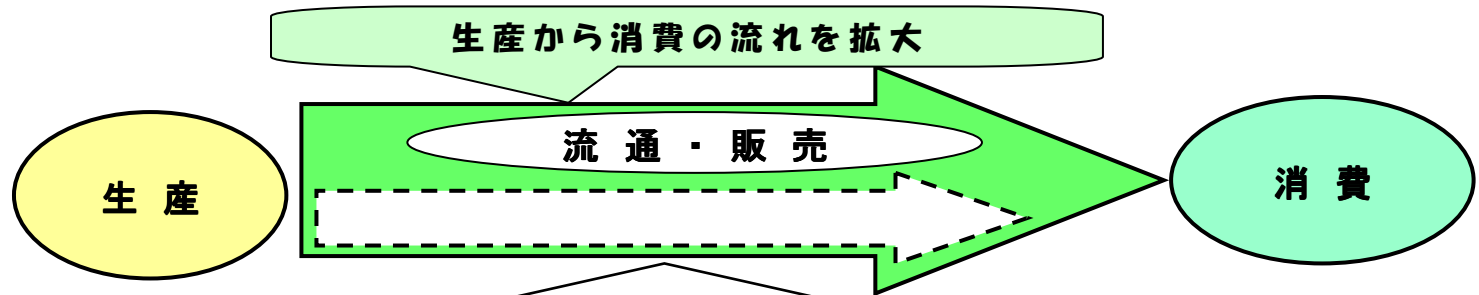 生産から消費の流れを拡大
流通・販売
生産
消費